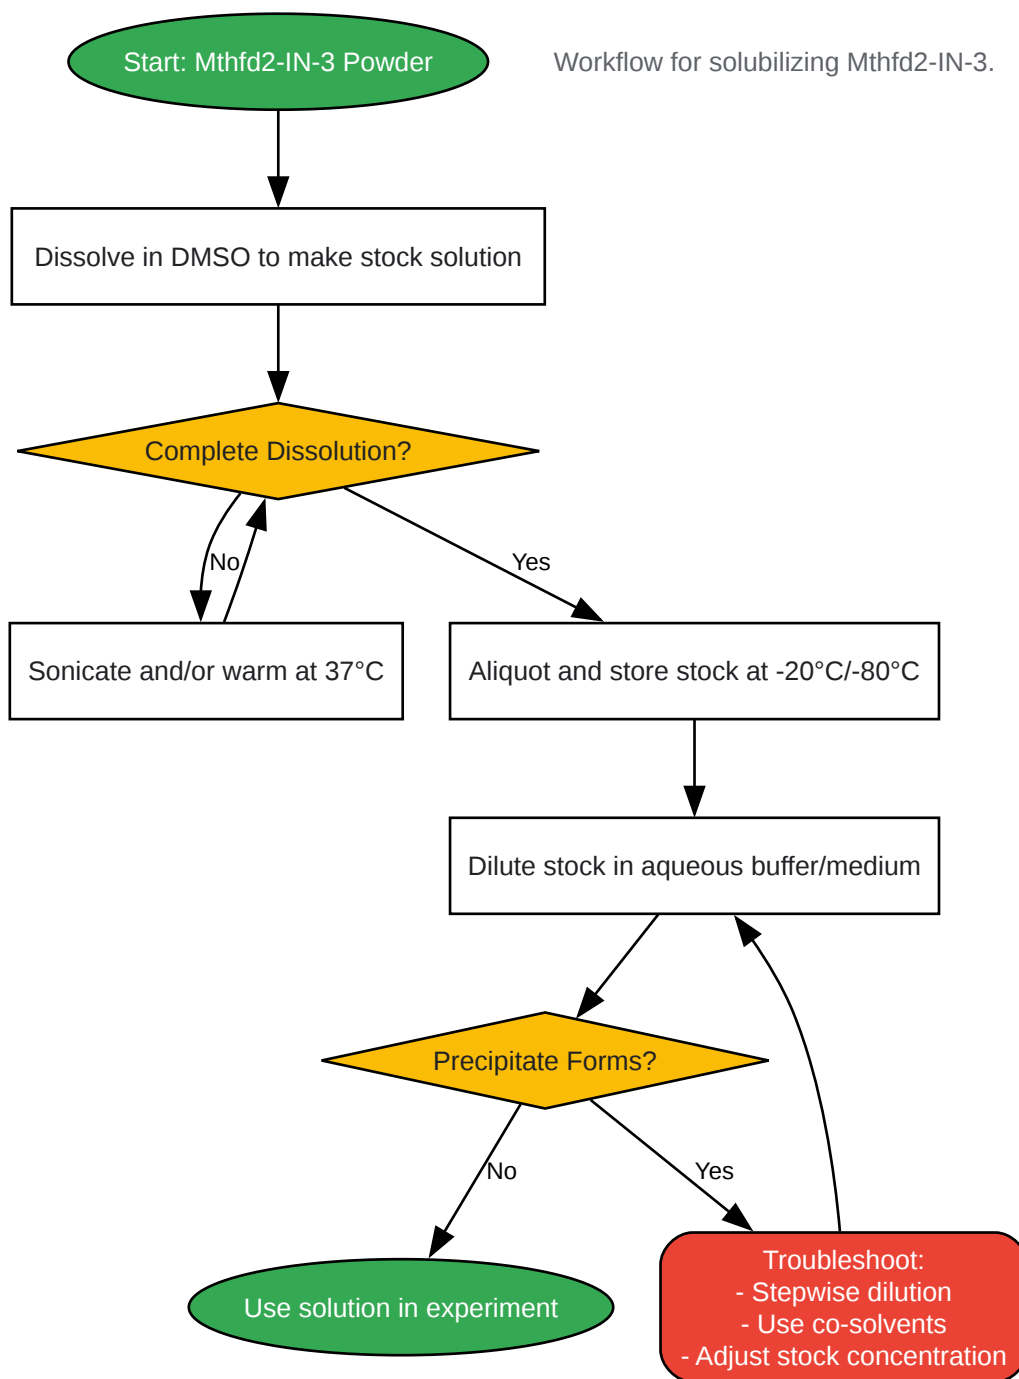 Start: Mthfd2-IN-3 Powder
Workflow for solubilizing Mthfd2-IN-3.
Dissolve in DMSO to make stock solution
Complete Dissolution?
No
Yes
Sonicate and/or warm at 37°C
Aliquot and store stock at -20°C/-80°C
Dilute stock in aqueous buffer/medium
Precipitate Forms?
No
Yes
Use solution in experiment
Troubleshoot:
- Stepwise dilution
- Use co-solvents
- Adjust stock concentration